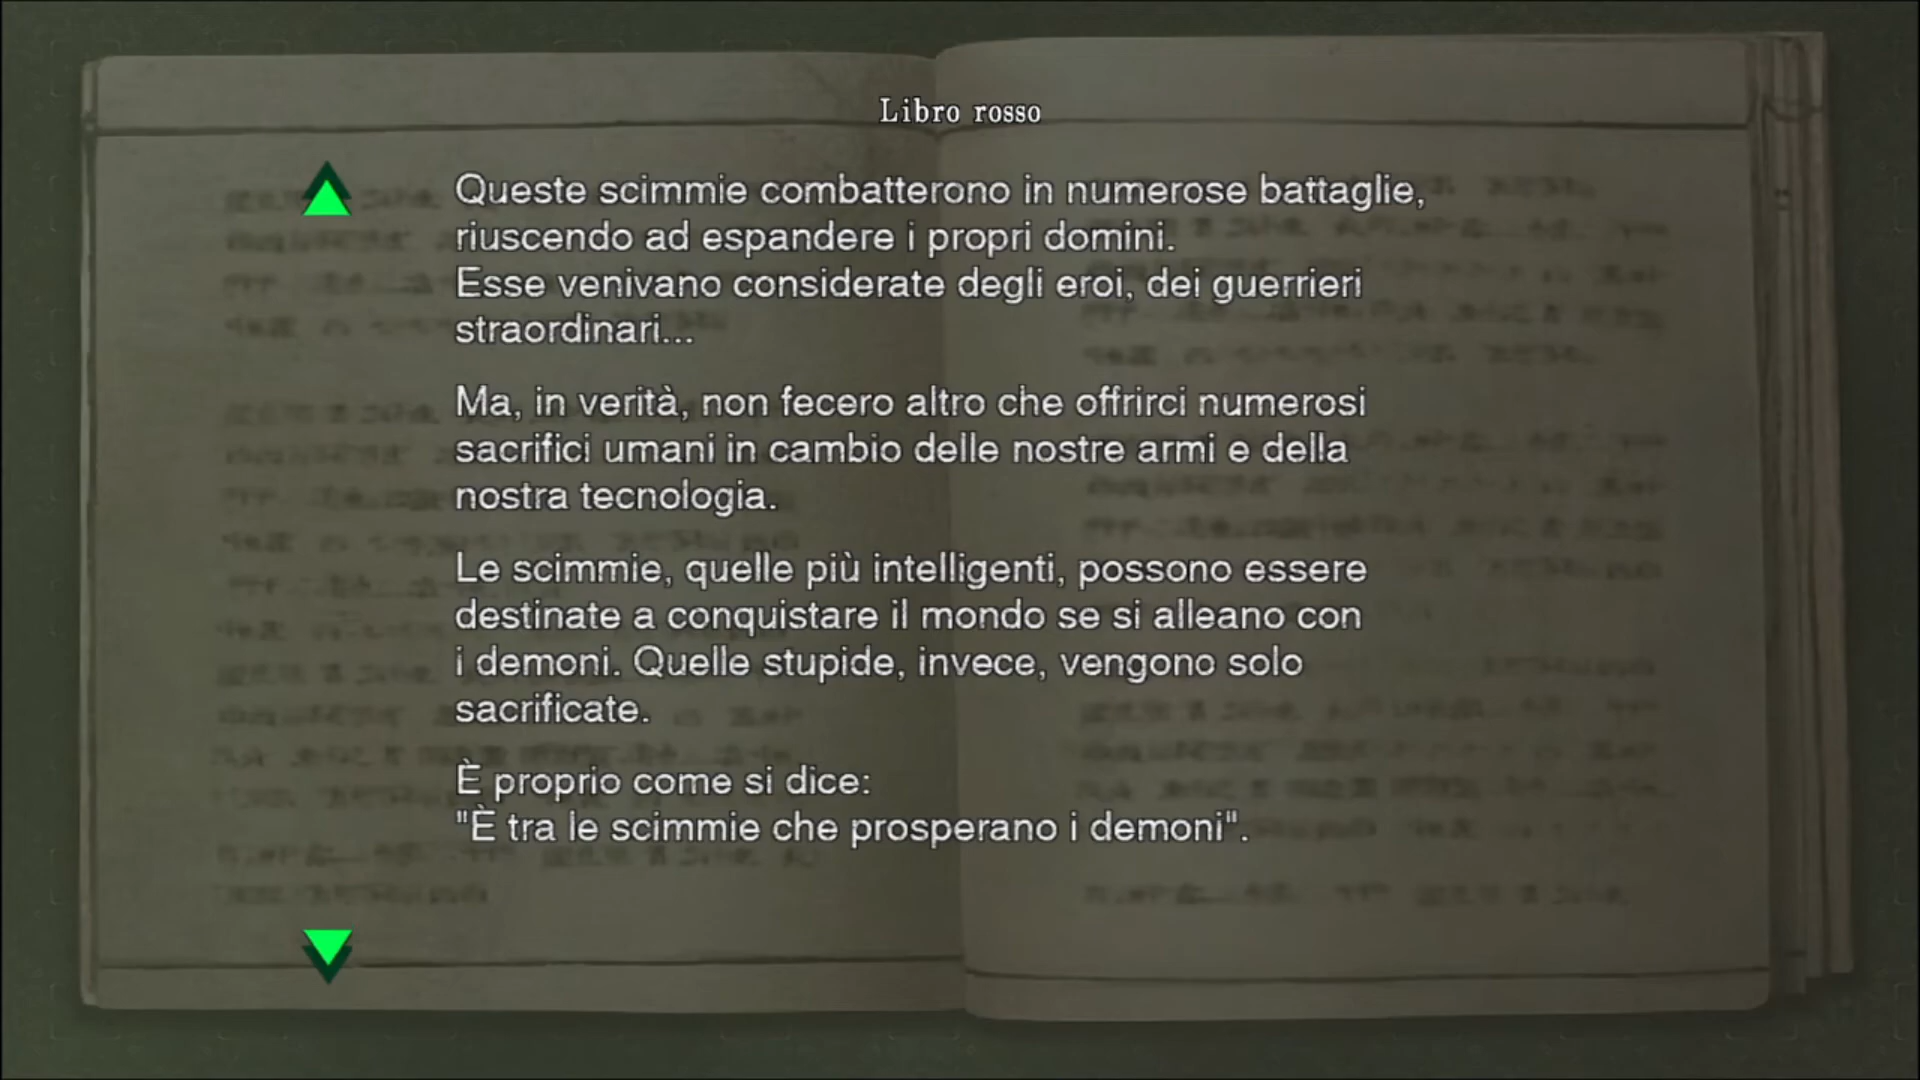 Libro rosso
Queste scimmie combatterono in numerose battaglie,
riuscendo ad espandere i propri domini.
Esse venivano considerate degli eroi, dei guerrieri
straordinari...
Ma, in verità, non fecero altro che offrirci numerosi
sacrifici umani in cambio delle nostre armi e della
nostra tecnologia.
Le scimmie, quelle più intelligenti, possono essere
destinate a conquistare il mondo se si alleano con
i demoni. Quelle stupide, invece, vengono solo
sacrificate.
È proprio come si dice:
"È tra le scimmie che prosperano i demoni".